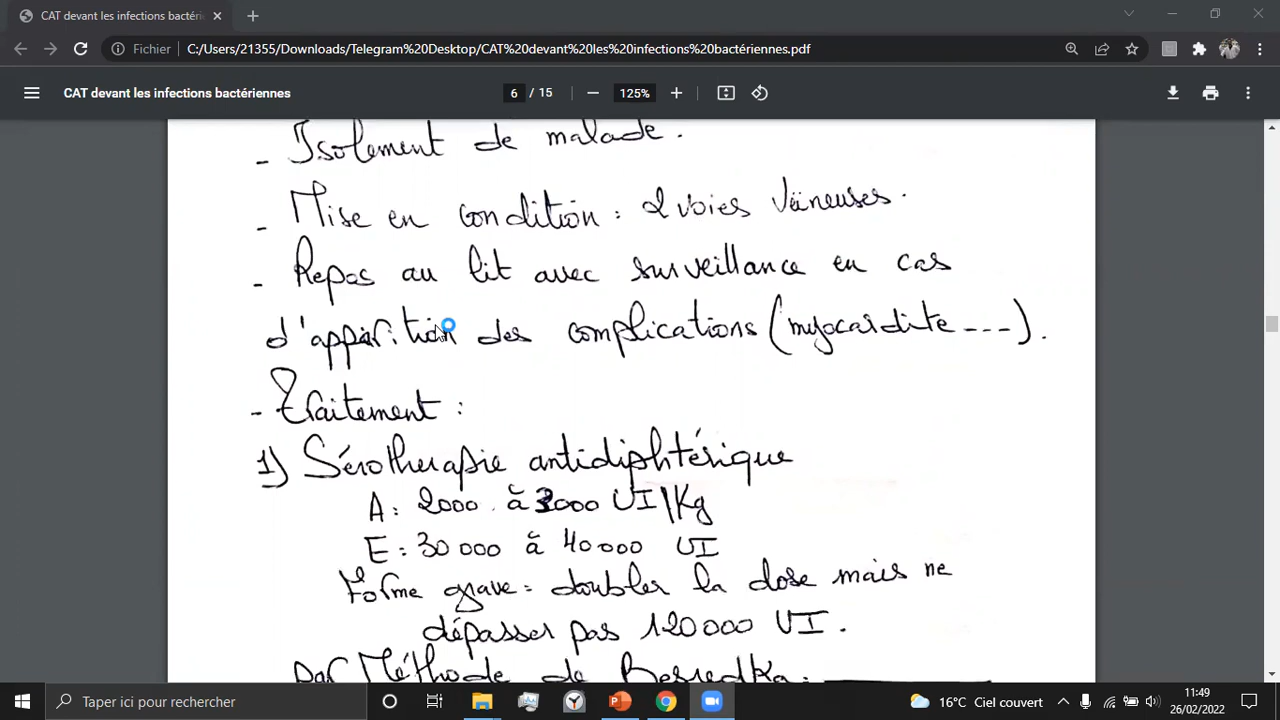 CAT devant les infections bactérie
Fichier C:/Users/21355/Downloads/Telegram%20Desktop/CAT%20devant%20les%20infections%20bactériennes.pdf
CAT devant les infections bactériennes 6 / 15 125%
- Isolement de malade.
- Mise en condition : 2 voies veineuses.
- Repos au lit avec surveillance en cas
d'apparition des complications (myocardite ---).
- Traitement :
1) Sérotherapie antidiphtérique
A : 2000 à 3000 UI/Kg
E : 30 000 à 40 000 UI
Forme grave : doubler la dose mais ne
dépasser pas 120 000 UI.
Par Méthode de Besredka :
Taper ici pour rechercher
16°C Ciel couvert
11:49
26/02/2022